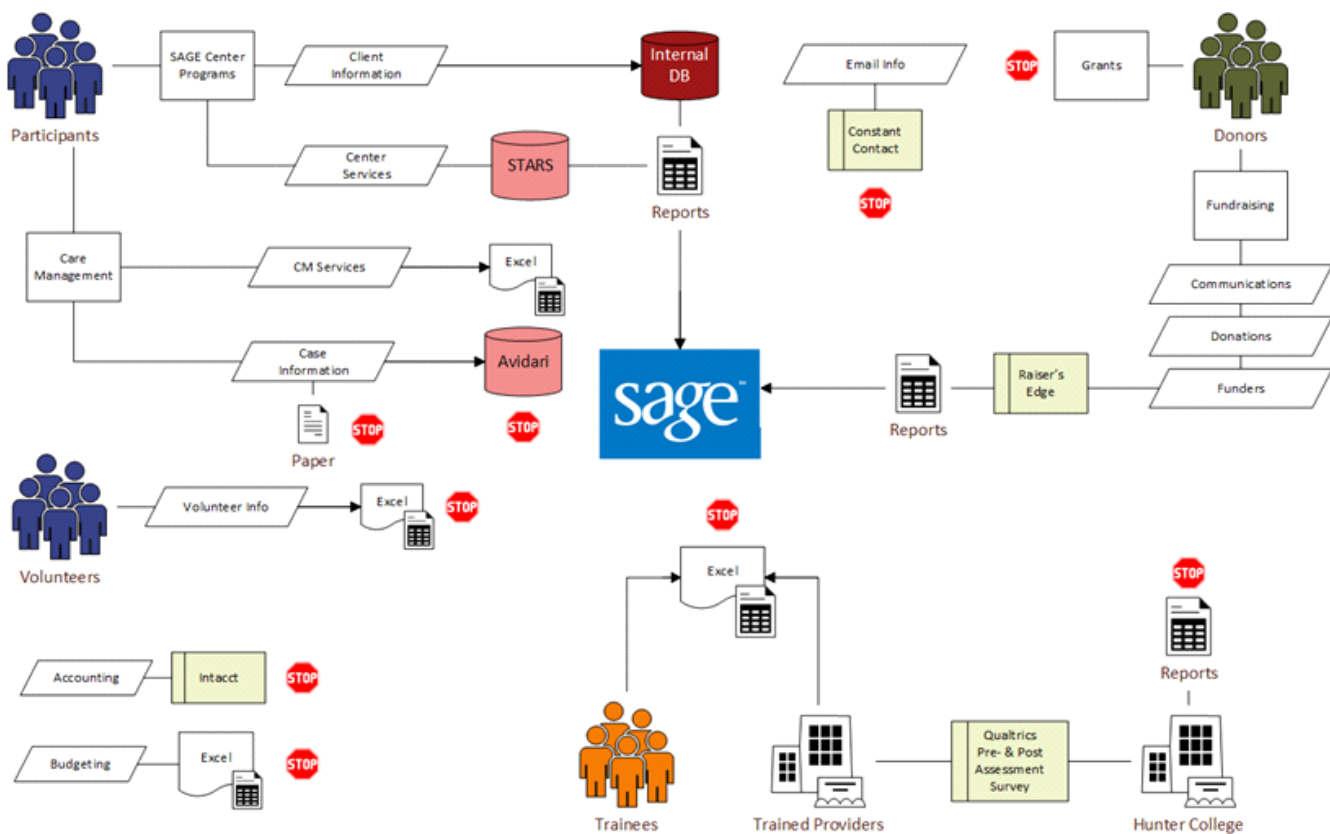 SAGE Center
Programs
Client
Information
Internal
DB
Email Info
STOP
Grants
Participants
Constant
Contact
Donors
Center
Services
STARS
STOP
Reports
Fundraising
Care
Management
CM Services
Excel
Communications
Case
Information
Avidari
sage
Donations
Raiser's
Edge
Funders
Reports
STOP
STOP
Paper
Volunteer Info
Excel
STOP
STOP
Volunteers
Excel
STOP
Accounting
Intacct
STOP
Reports
Budgeting
Excel
STOP
Qualtrics
Pre- & Post
Assessment
Survey
Trainees
Trained Providers
Hunter College